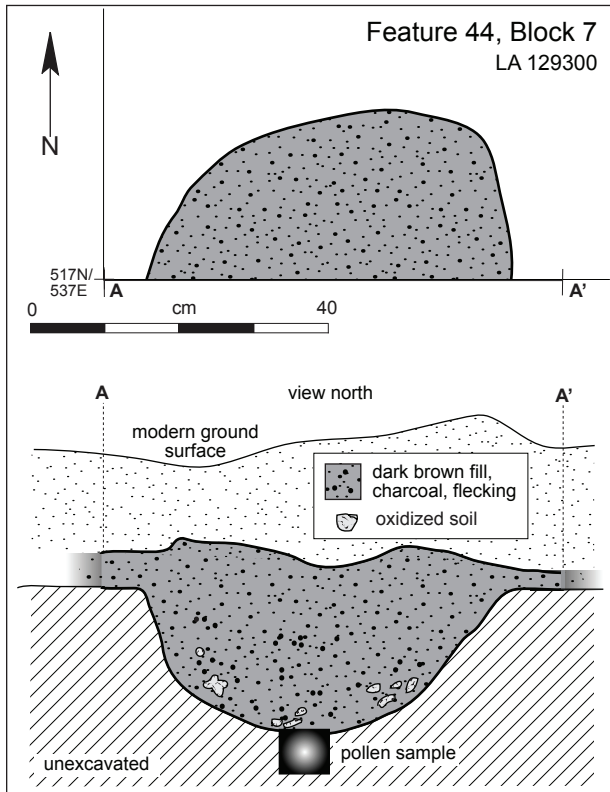 Feature 44, Block 7
LA 129300
N
517N/
537E
A
A'
0
cm
40
A
view north
A'
modern ground
surface
dark brown fill,
charcoal, flecking
oxidized soil
pollen sample
unexcavated